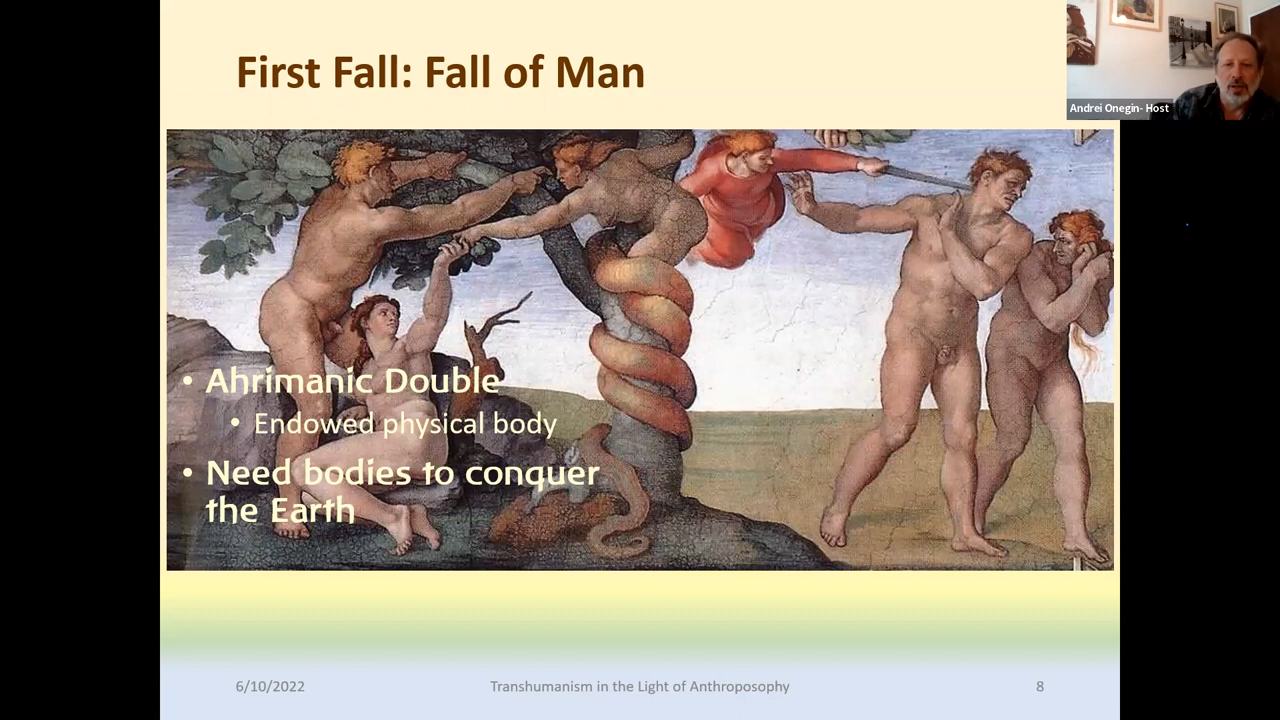 First Fall: Fall of Man
Andrei Onegin- Host
• Ahrimanic Double
• Endowed physical body
• Need bodies to conquer
the Earth
6/10/2022
Transhumanism in the Light of Anthroposophy
8